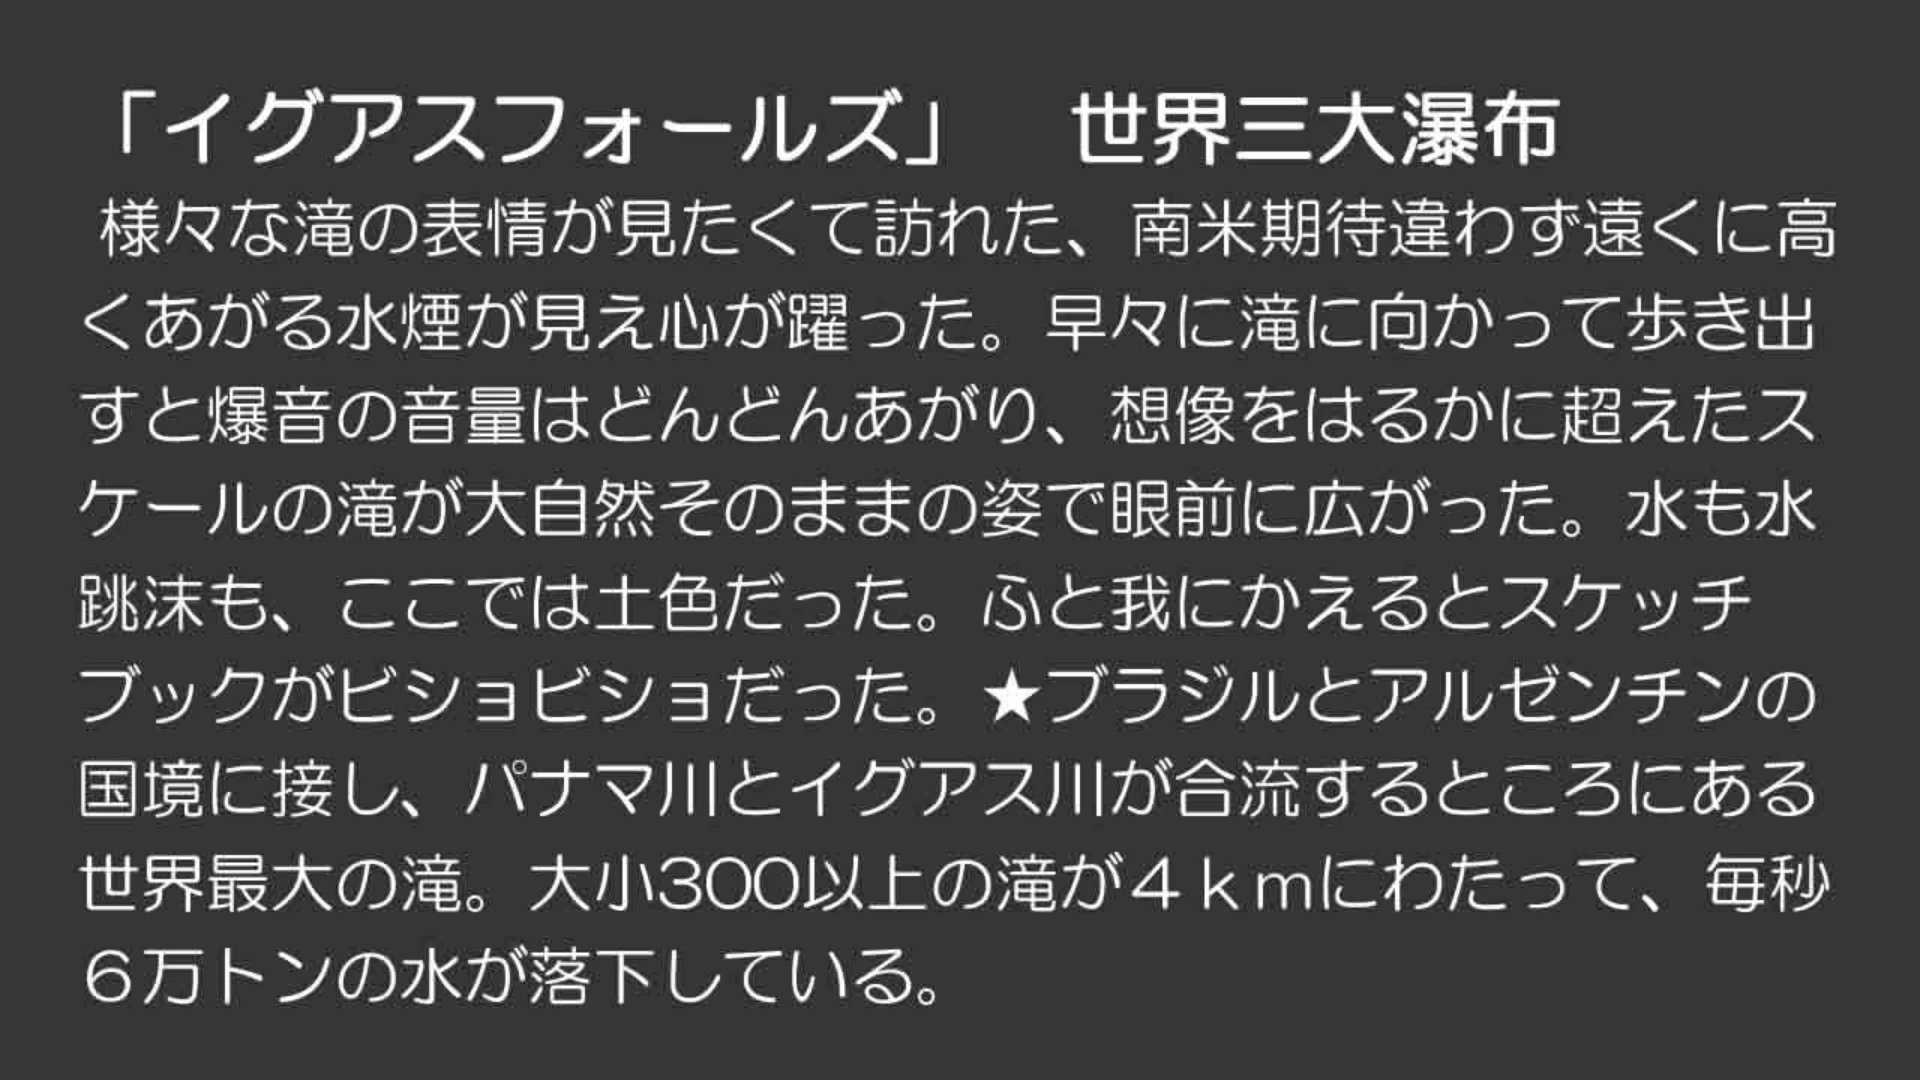 「イグアスフォールズ」　世界三大瀑布
様々な滝の表情が見たくて訪れた、南米期待違わず遠くに高
くあがる水煙が見え心が躍った。早々に滝に向かって歩き出
すと爆音の音量はどんどんあがり、想像をはるかに超えたス
ケールの滝が大自然そのままの姿で眼前に広がった。水も水
跳沫も、ここでは土色だった。ふと我にかえるとスケッチ
ブックがビショビショだった。★ブラジルとアルゼンチンの
国境に接し、パナマ川とイグアス川が合流するところにある
世界最大の滝。大小300以上の滝が４ｋｍにわたって、毎秒
６万トンの水が落下している。